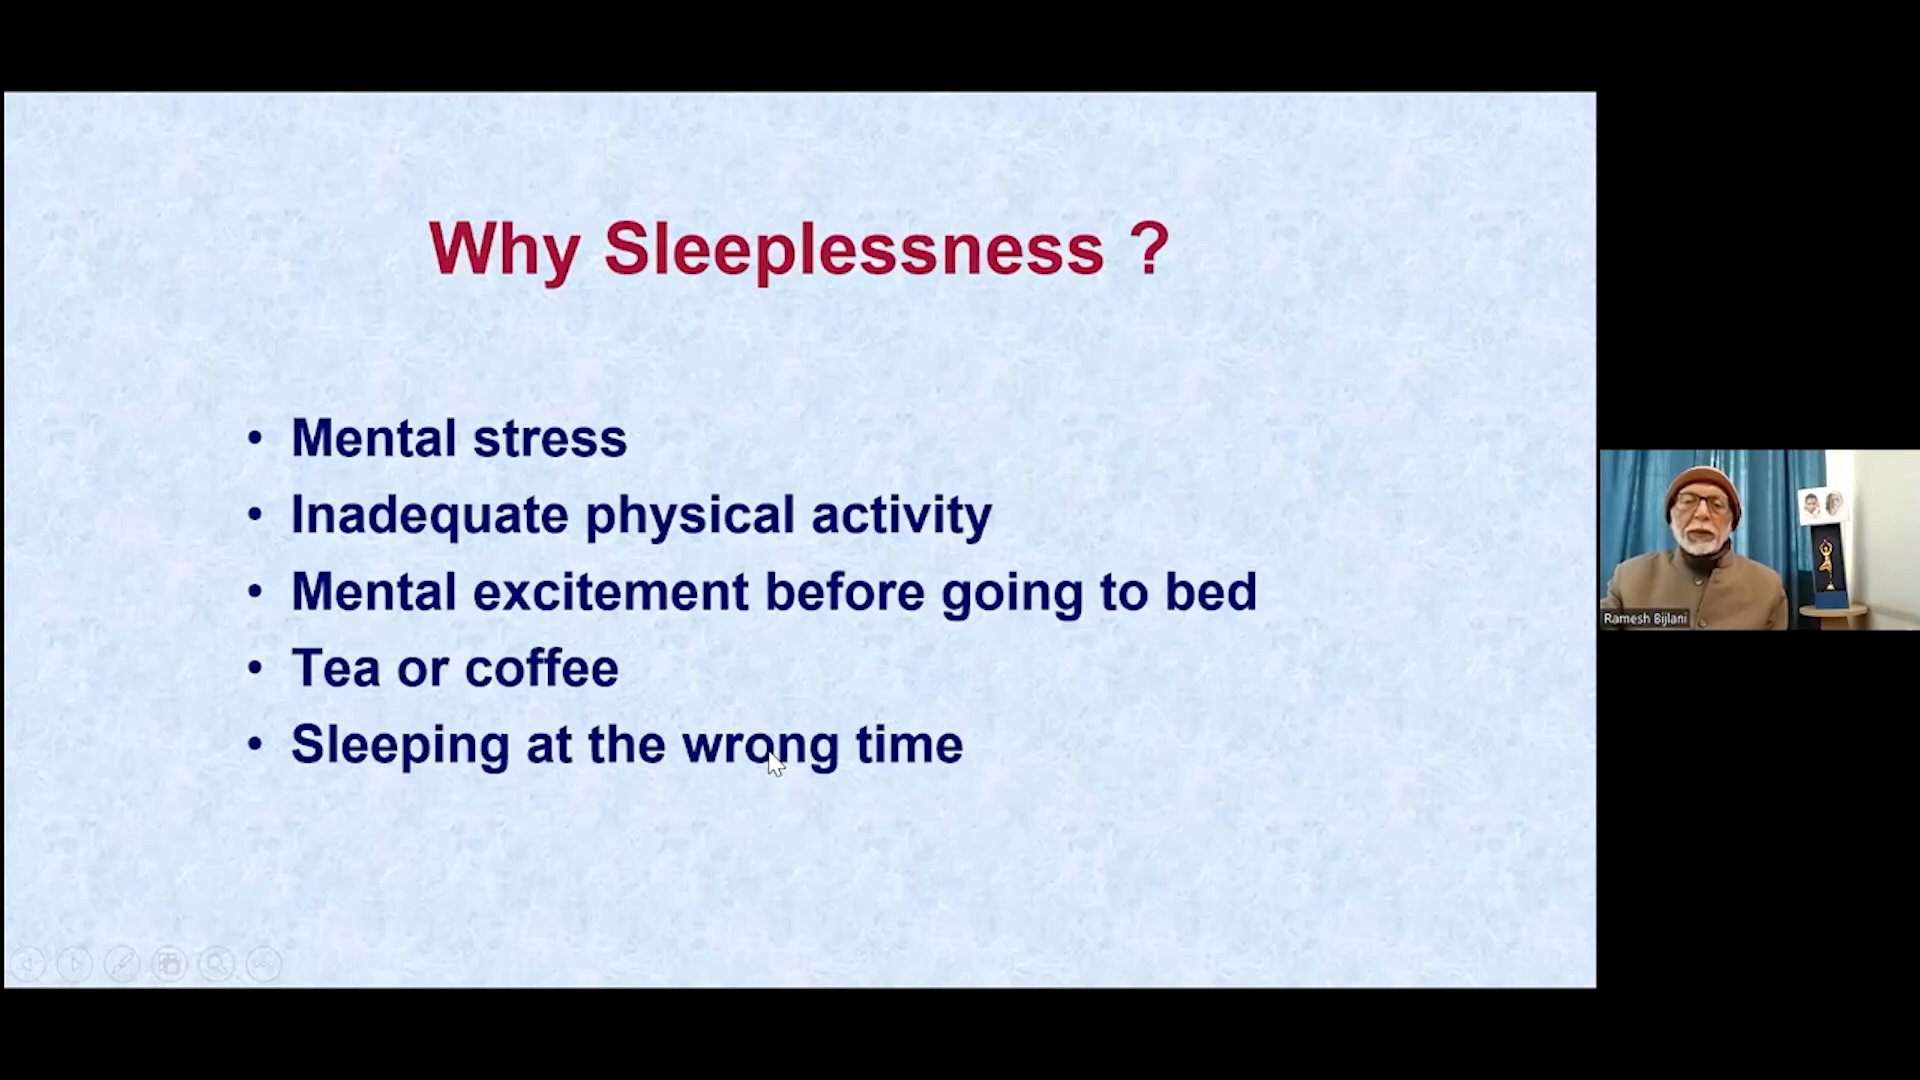 Why Sleeplessness ?
• Mental stress
• Inadequate physical activity
• Mental excitement before going to bed
• Tea or coffee
• Sleeping at the wrong time
Ramesh Bijlani